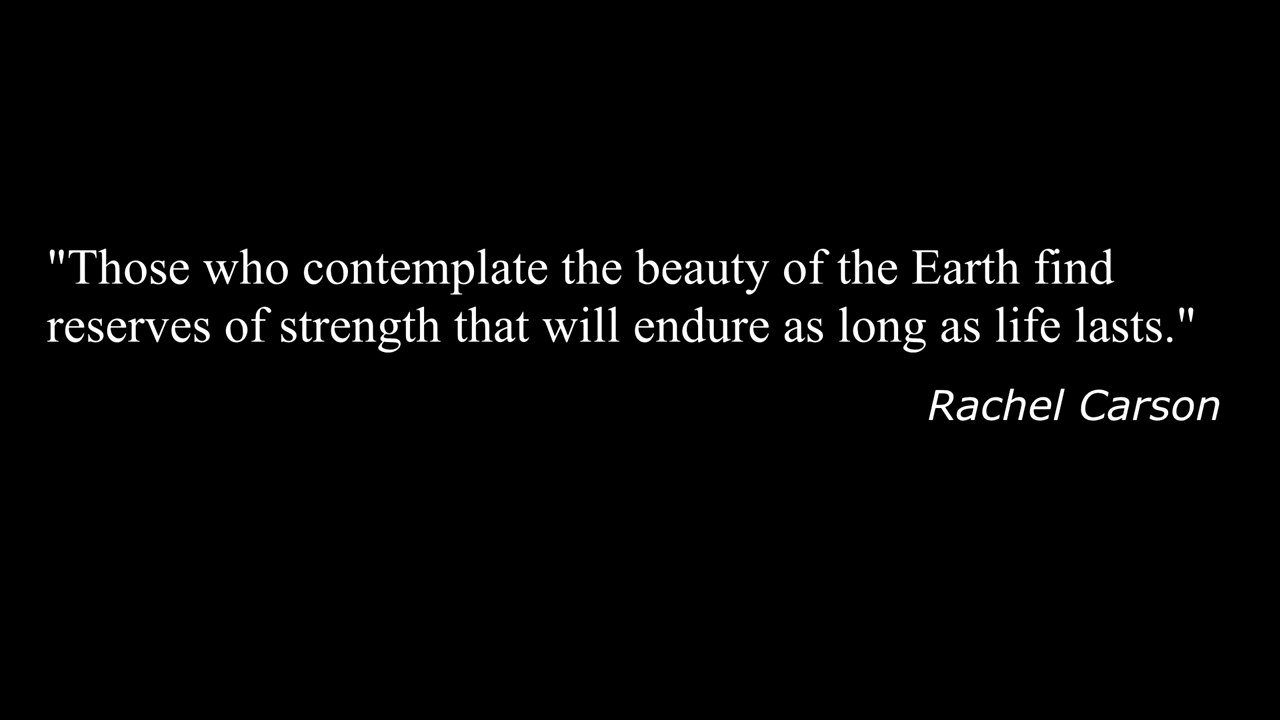 "Those who contemplate the beauty of the Earth find
reserves of strength that will endure as long as life lasts."
Rachel Carson